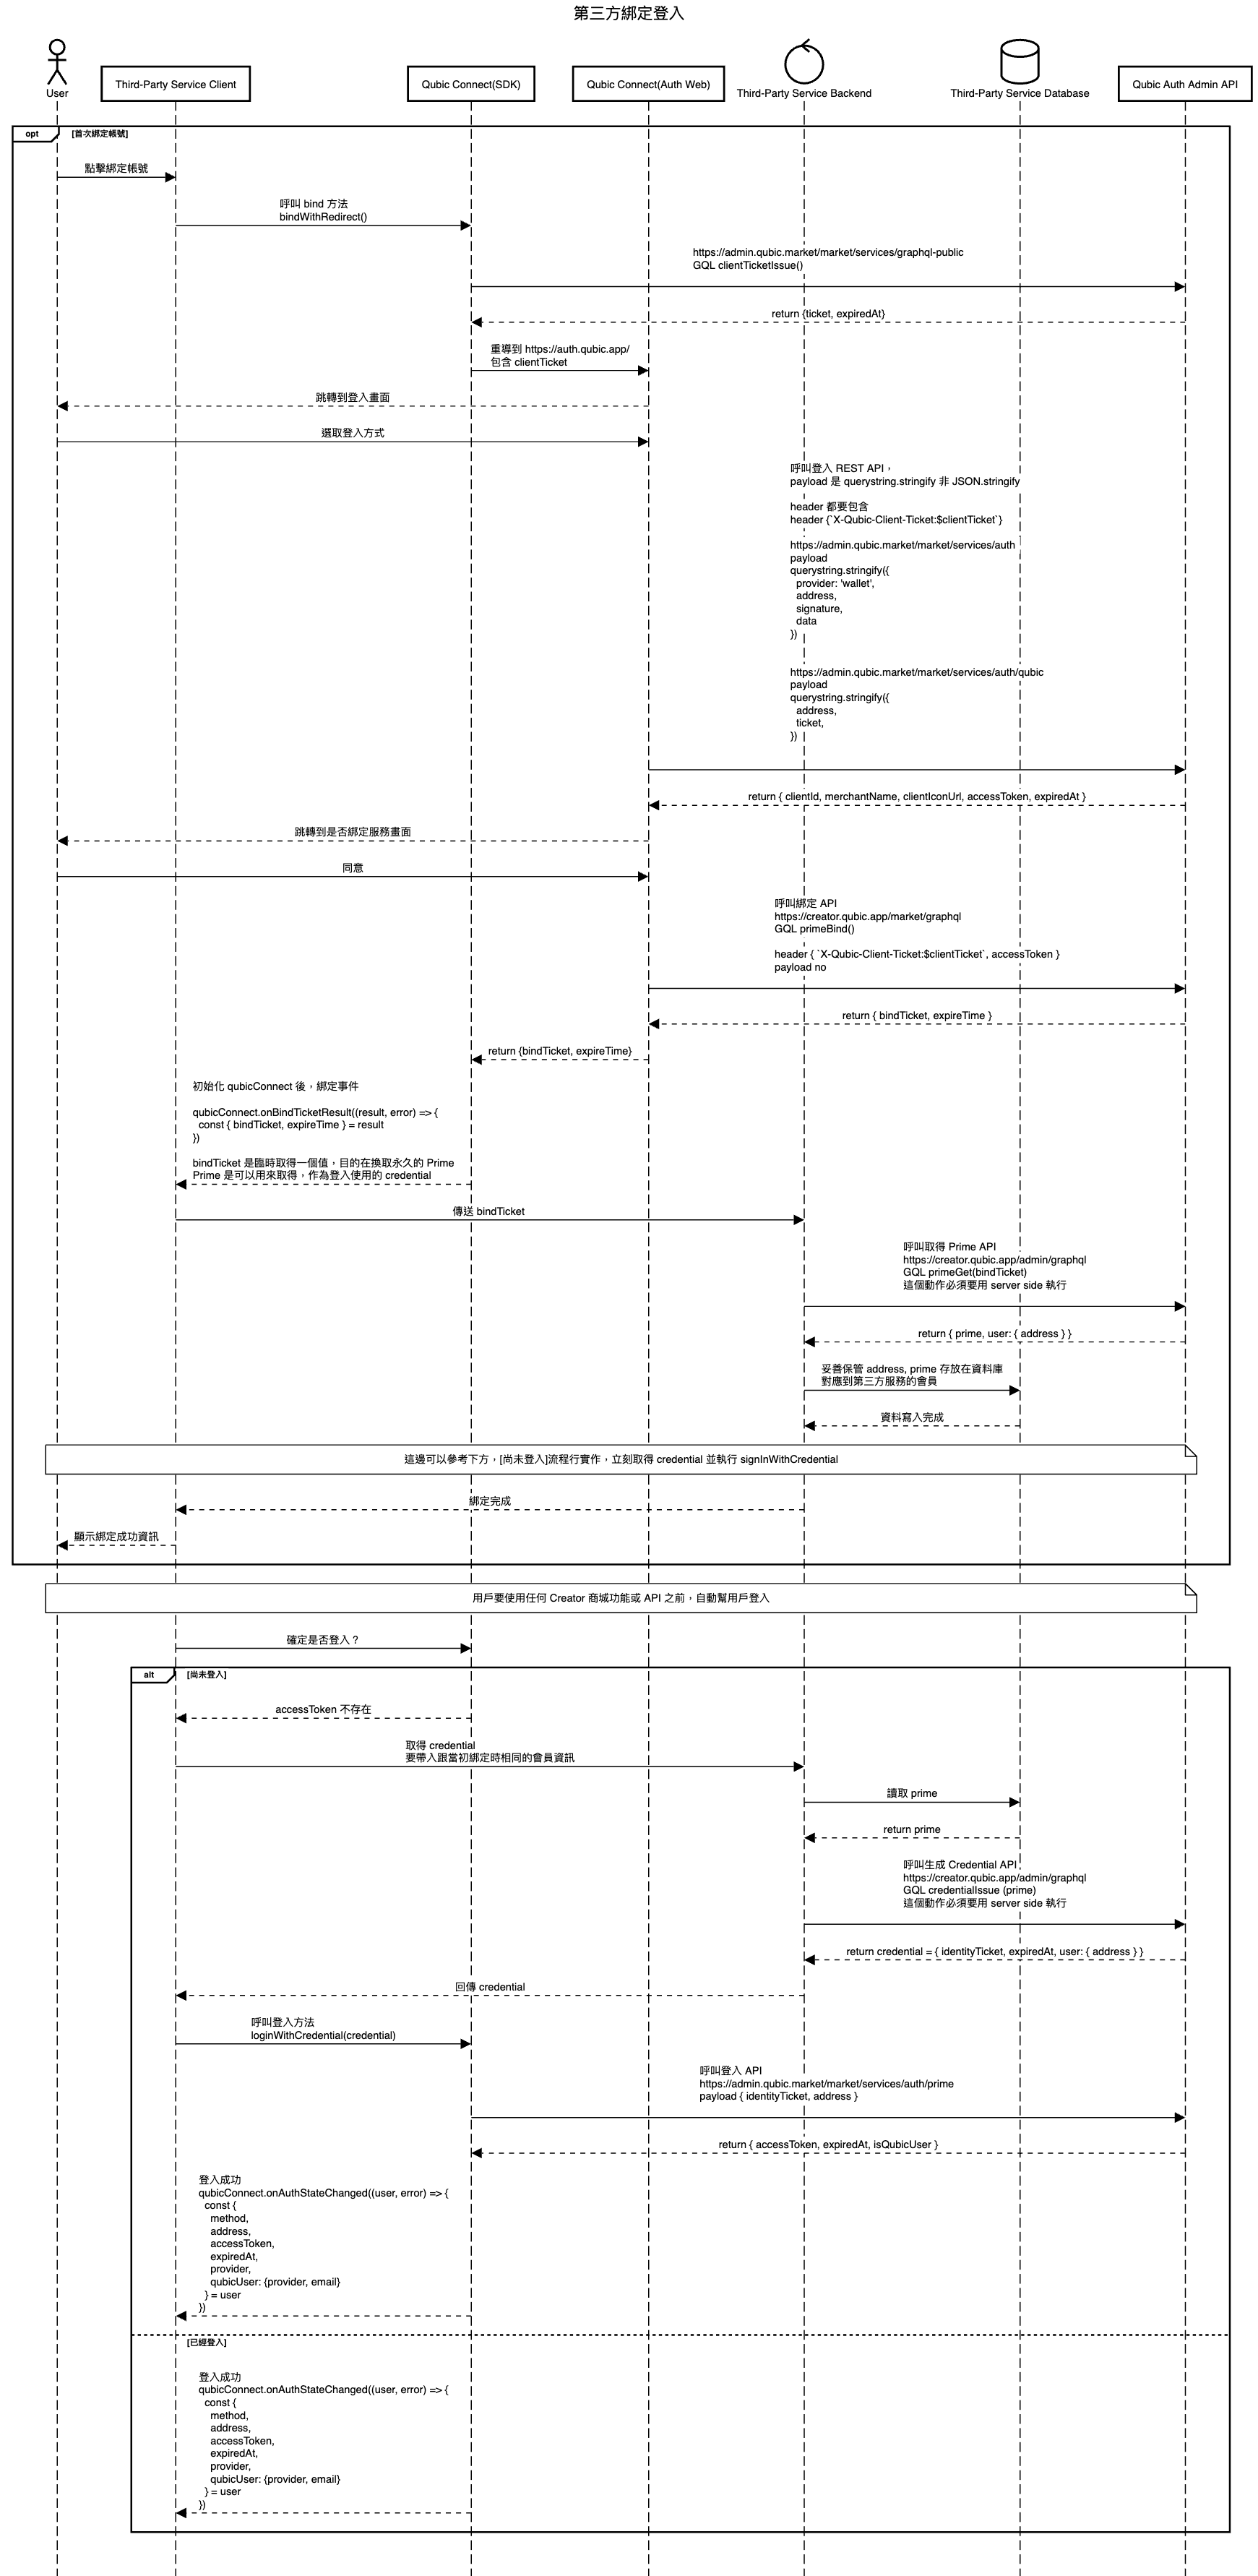 第三方綁定登入
User
Third-Party Service Client
Qubic Connect(SDK)
Qubic Connect(Auth Web)
Third-Party Service Backend
Third-Party Service Database
Qubic Auth Admin API
opt
[首次綁定帳號]
點擊綁定帳號
呼叫 bind 方法
bindWithRedirect()
https://admin.qubic.market/market/services/graphql-public
GQL clientTicketIssue()
return {ticket, expiredAt}
重導到 https://auth.qubic.app/
包含 clientTicket
跳轉到登入畫面
選取登入方式
呼叫登入 REST API，
payload 是 querystring.stringify 非 JSON.stringify
header 都要包含
header {`X-Qubic-Client-Ticket:$clientTicket`}
https://admin.qubic.market/market/services/auth
payload
querystring.stringify({
provider: 'wallet',
address,
signature,
data
})
https://admin.qubic.market/market/services/auth/qubic
payload
querystring.stringify({
address,
ticket,
})
return { clientId, merchantName, clientIconUrl, accessToken, expiredAt }
跳轉到是否綁定服務畫面
同意
呼叫綁定 API
https://creator.qubic.app/market/graphql
GQL primeBind()
header { `X-Qubic-Client-Ticket:$clientTicket`, accessToken }
payload no
return { bindTicket, expireTime }
return {bindTicket, expireTime}
初始化 qubicConnect 後，綁定事件
qubicConnect.onBindTicketResult((result, error) => {
const { bindTicket, expireTime } = result
})
bindTicket 是臨時取得一個值，目的在換取永久的 Prime
Prime 是可以用來取得，作為登入使用的 credential
傳送 bindTicket
呼叫取得 Prime API
https://creator.qubic.app/admin/graphql
GQL primeGet(bindTicket)
這個動作必須要用 server side 執行
return { prime, user: { address } }
妥善保管 address, prime 存放在資料庫
對應到第三方服務的會員
資料寫入完成
這邊可以參考下方，[尚未登入]流程行實作，立刻取得 credential 並執行 signInWithCredential
綁定完成
顯示綁定成功資訊
用戶要使用任何 Creator 商城功能或 API 之前，自動幫用戶登入
確定是否登入？
alt
[尚未登入]
accessToken 不存在
取得 credential
要帶入跟當初綁定時相同的會員資訊
讀取 prime
return prime
呼叫生成 Credential API
https://creator.qubic.app/admin/graphql
GQL credentialIssue (prime)
這個動作必須要用 server side 執行
return credential = { identityTicket, expiredAt, user: { address } }
回傳 credential
呼叫登入方法
loginWithCredential(credential)
呼叫登入 API
https://admin.qubic.market/market/services/auth/prime
payload { identityTicket, address }
return { accessToken, expiredAt, isQubicUser }
登入成功
qubicConnect.onAuthStateChanged((user, error) => {
const {
method,
address,
accessToken,
expiredAt,
provider,
qubicUser: {provider, email}
} = user
})
[已經登入]
登入成功
qubicConnect.onAuthStateChanged((user, error) => {
const {
method,
address,
accessToken,
expiredAt,
provider,
qubicUser: {provider, email}
} = user
})